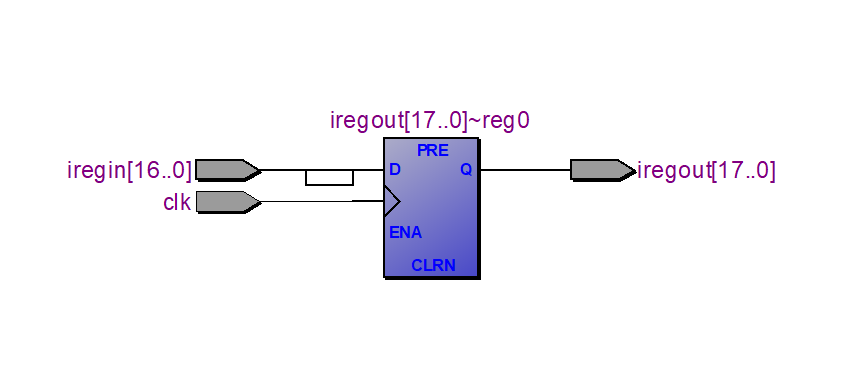 iregout[17..0]~reg0
PRE
iregin[16..0]
D
Q
iregout[17..0]
clk
ENA
CLRN